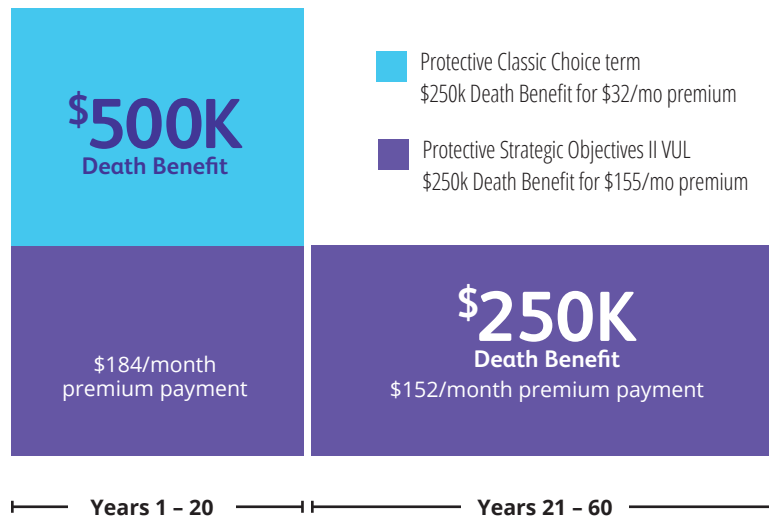 $500K
Death Benefit
$184/month
premium payment
Protective Classic Choice term
$250k Death Benefit for $32/mo premium
Protective Strategic Objectives II VUL
$250k Death Benefit for $155/mo premium
$250K
Death Benefit
$152/month premium payment
Years 1 – 20
Years 21 – 60